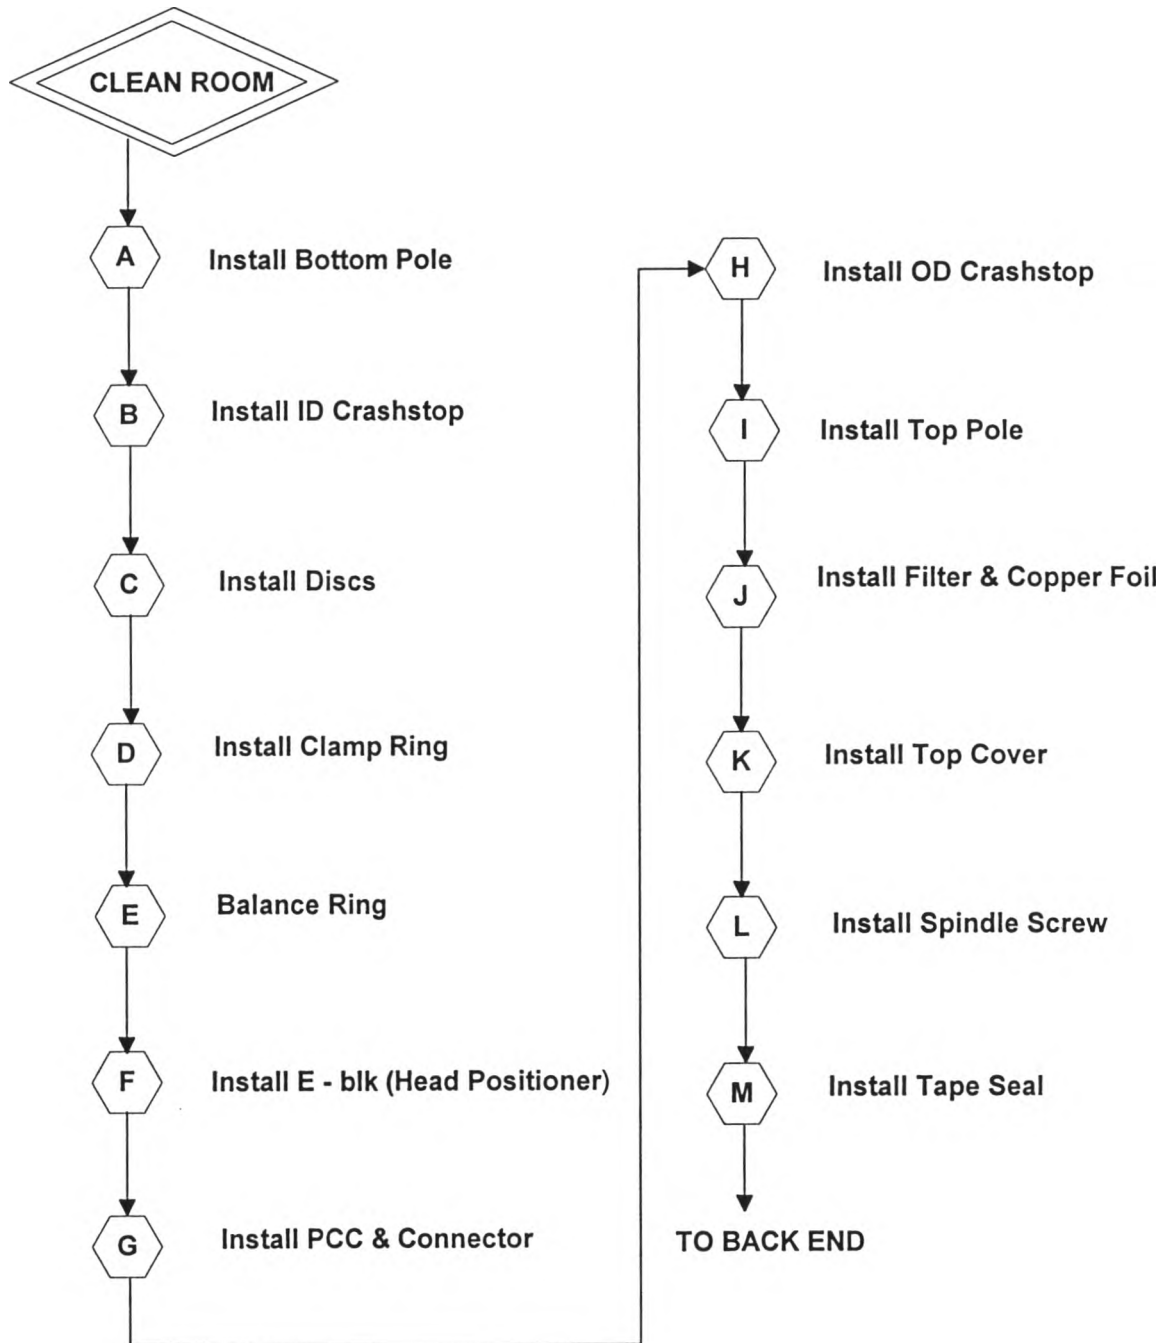 CLEAN ROOM
A Install Bottom Pole
B Install ID Crashstop
C Install Discs
D Install Clamp Ring
E Balance Ring
F Install E - blk (Head Positioner)
G Install PCC & Connector
H Install OD Crashstop
I Install Top Pole
J Install Filter & Copper Foil
K Install Top Cover
L Install Spindle Screw
M Install Tape Seal
TO BACK END